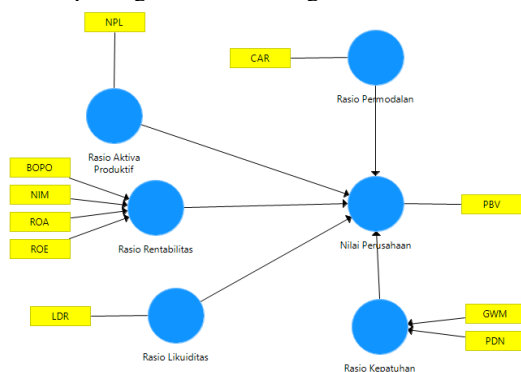 NPL
CAR
Rasio Permodalan
Rasio Aktiva
Produktif
BOPO
NIM
ROA
ROE
Rasio Rentabilitas
PBV
Nilai Perusahaan
LDR
Rasio Likuiditas
GWM
PDN
Rasio Kepatuhan